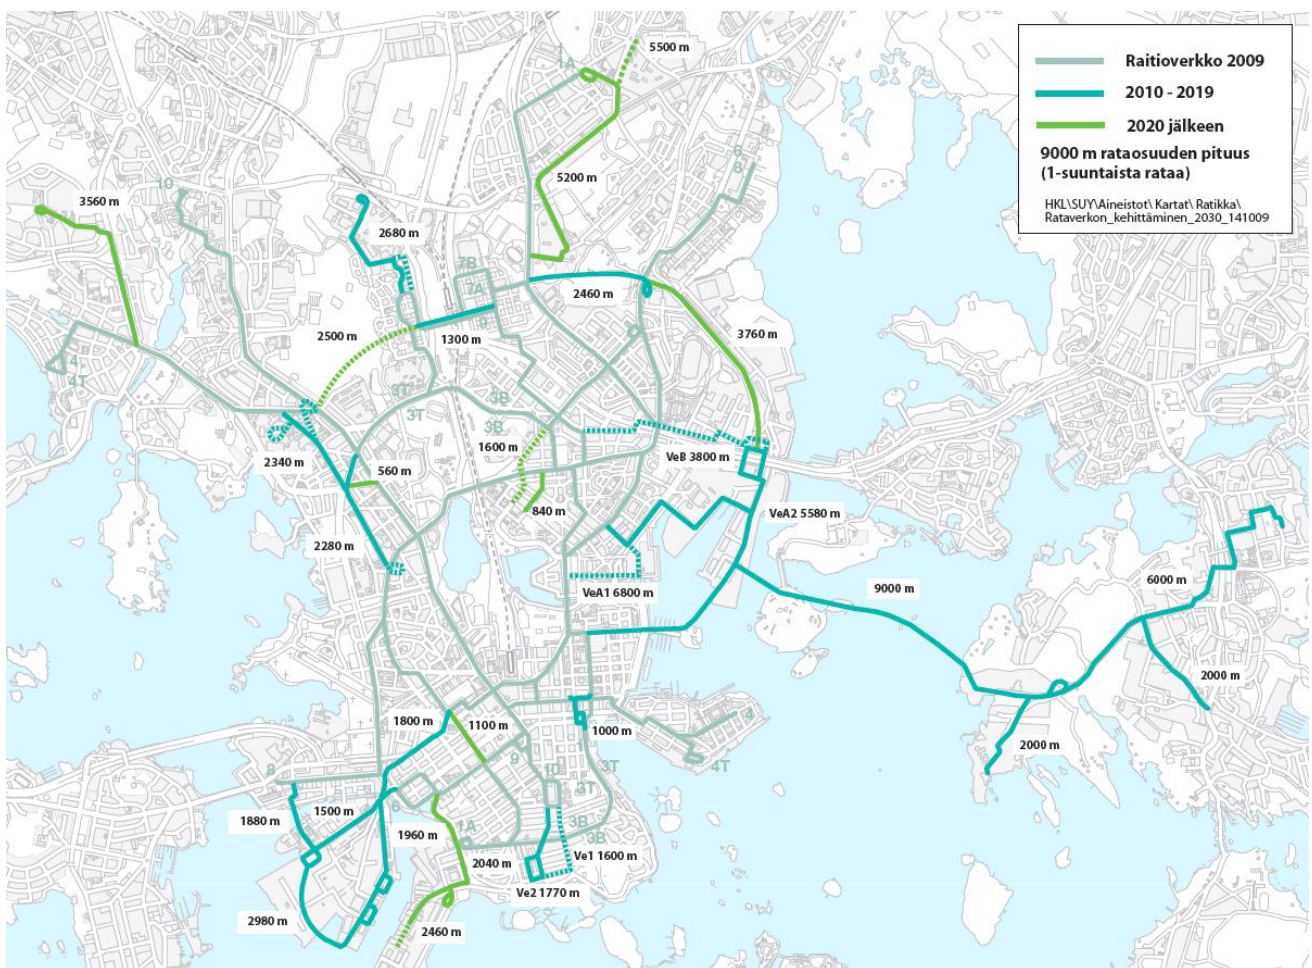 5500 m
1A
Raitioverkko 2009
2010 - 2019
2020 jälkeen
9000 m rataosuuden pituus
(1-suuntaista rataa)
HKL\SUY\Aineistot\ Kartat\ Ratikka\
Rataverkon_kehittäminen_2030_141009
6
8
5200 m
10
3560 m
2680 m
7B
7A
2460 m
9
2500 m
1300 m
3760 m
4
4T
3T
3T
3B
3B
1600 m
2340 m
560 m
VeB 3800 m
840 m
VeA2 5580 m
2280 m
VeA1 6800 m
9000 m
6000 m
2000 m
1800 m
1100 m
1000 m
4
4T
2000 m
9
10
3T
3T
8
6
1500 m
1880 m
1960 m
1A
3B
3B
2040 m
Ve1 1600 m
Ve2 1770 m
2980 m
2460 m